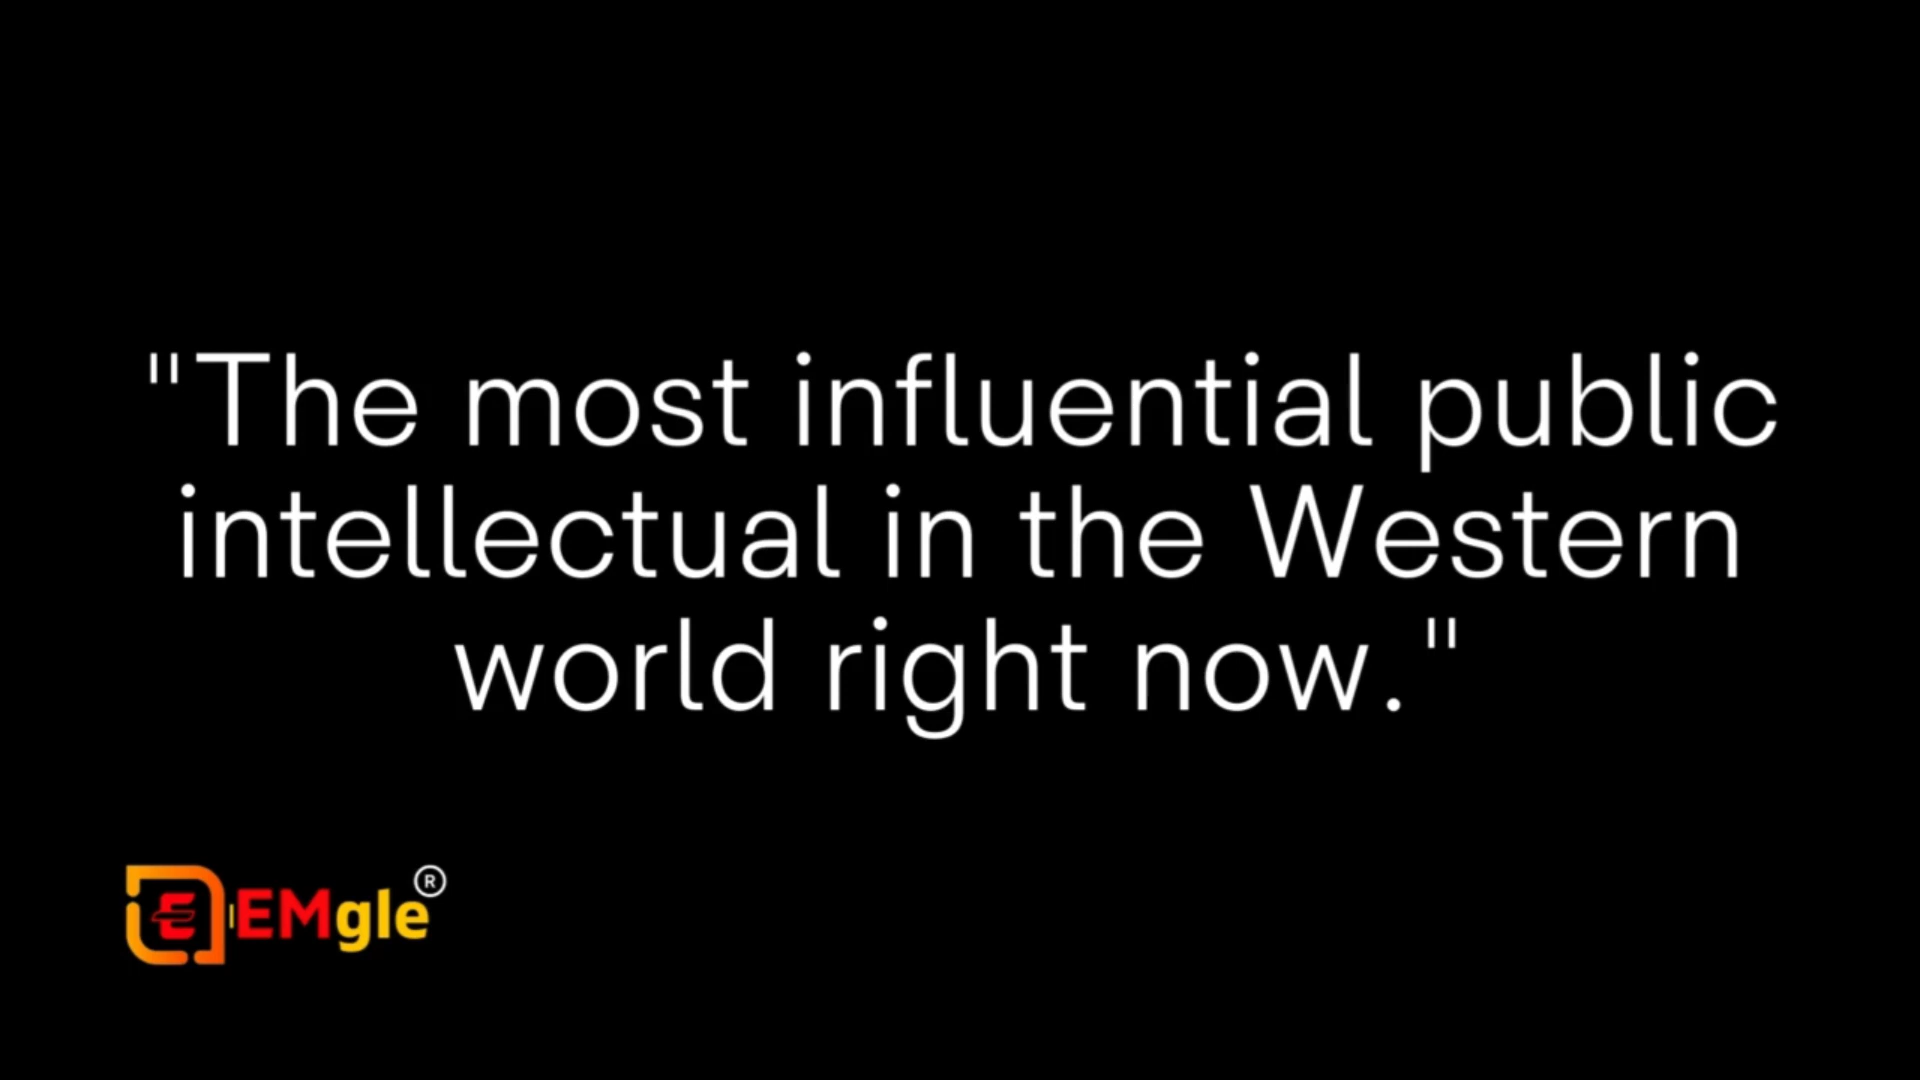 "The most influential public
intellectual in the Western
world right now."
E EMgle®